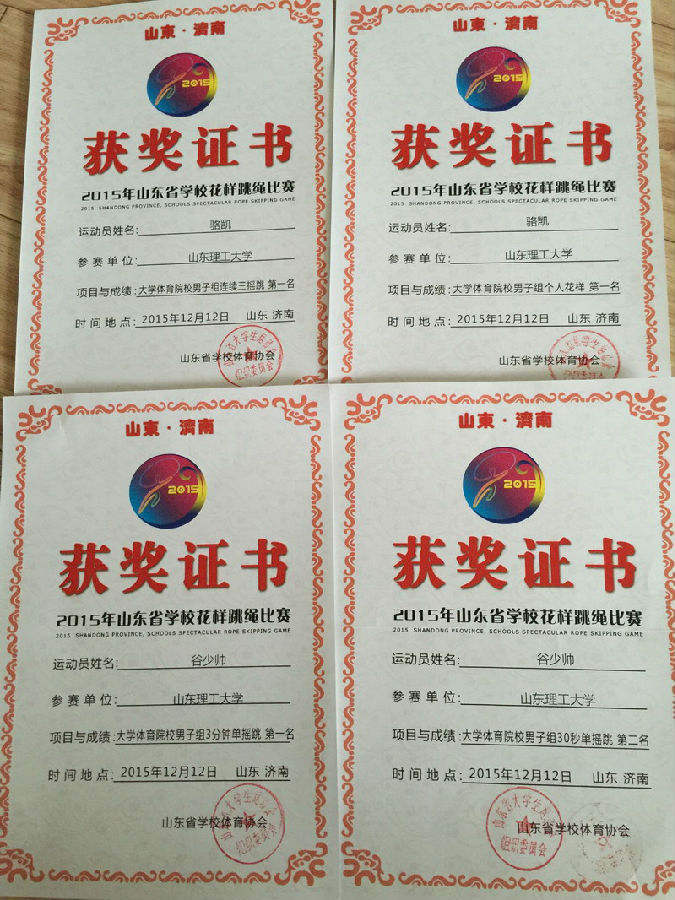 山東·濟南
2015
获奖证书
2015年山东省学校花样跳绳比赛
2015 SHANDONG PROVINCE, SCHOOLS SPECTACULAR ROPE SKIPPING GAME
运动员姓名: 骆凯
参赛单位: 山东理工大学
项目与成绩: 大学体育院校男子组连续三摇跳 第一名
时间地点: 2015年12月12日 山东 济南
山东省学校体育协会
组织委员会
山東·濟南
2015
获奖证书
2015年山东省学校花样跳绳比赛
2015 SHANDONG PROVINCE, SCHOOLS SPECTACULAR ROPE SKIPPING GAME
运动员姓名: 骆凯
参赛单位: 山东理工大学
项目与成绩: 大学体育院校男子组个人花样 第一名
时间地点: 2015年12月12日 山东 济南
山东省学校体育协会
山東·濟南
2015
获奖证书
2015年山东省学校花样跳绳比赛
2015 SHANDONG PROVINCE, SCHOOLS SPECTACULAR ROPE SKIPPING GAME
运动员姓名: 谷少帅
参赛单位: 山东理工大学
项目与成绩: 大学体育院校男子组3分钟单摇跳 第一名
时间地点: 2015年12月12日 山东 济南
山东省学校体育协会
组织委员会
山東·濟南
2015
获奖证书
2015年山东省学校花样跳绳比赛
2015 SHANDONG PROVINCE, SCHOOLS SPECTACULAR ROPE SKIPPING GAME
运动员姓名: 谷少帅
参赛单位: 山东理工大学
项目与成绩: 大学体育院校男子组30秒单摇跳 第二名
时间地点: 2015年12月12日 山东 济南
山东省学校体育协会
组织委员会